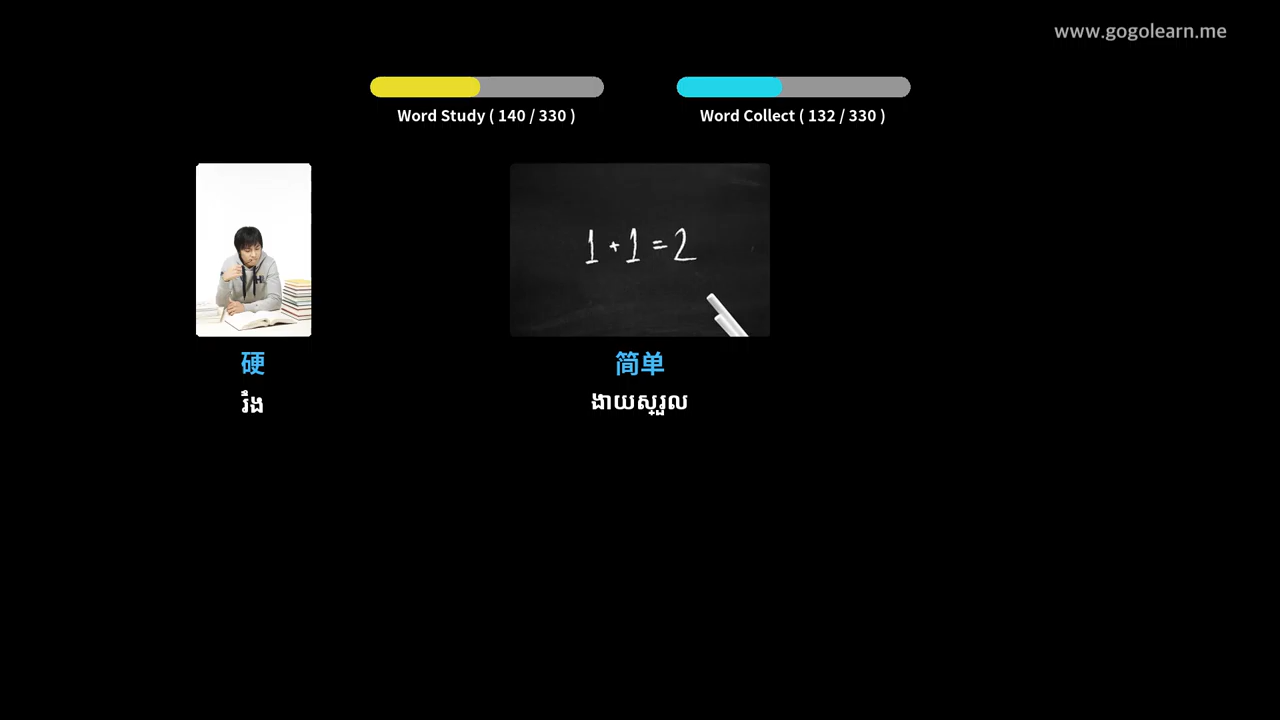 www.gogolearn.me
Word Study ( 140 / 330 )
Word Collect ( 132 / 330 )
1 + 1 = 2
硬
简单
រឹង
ងាយស្រួល